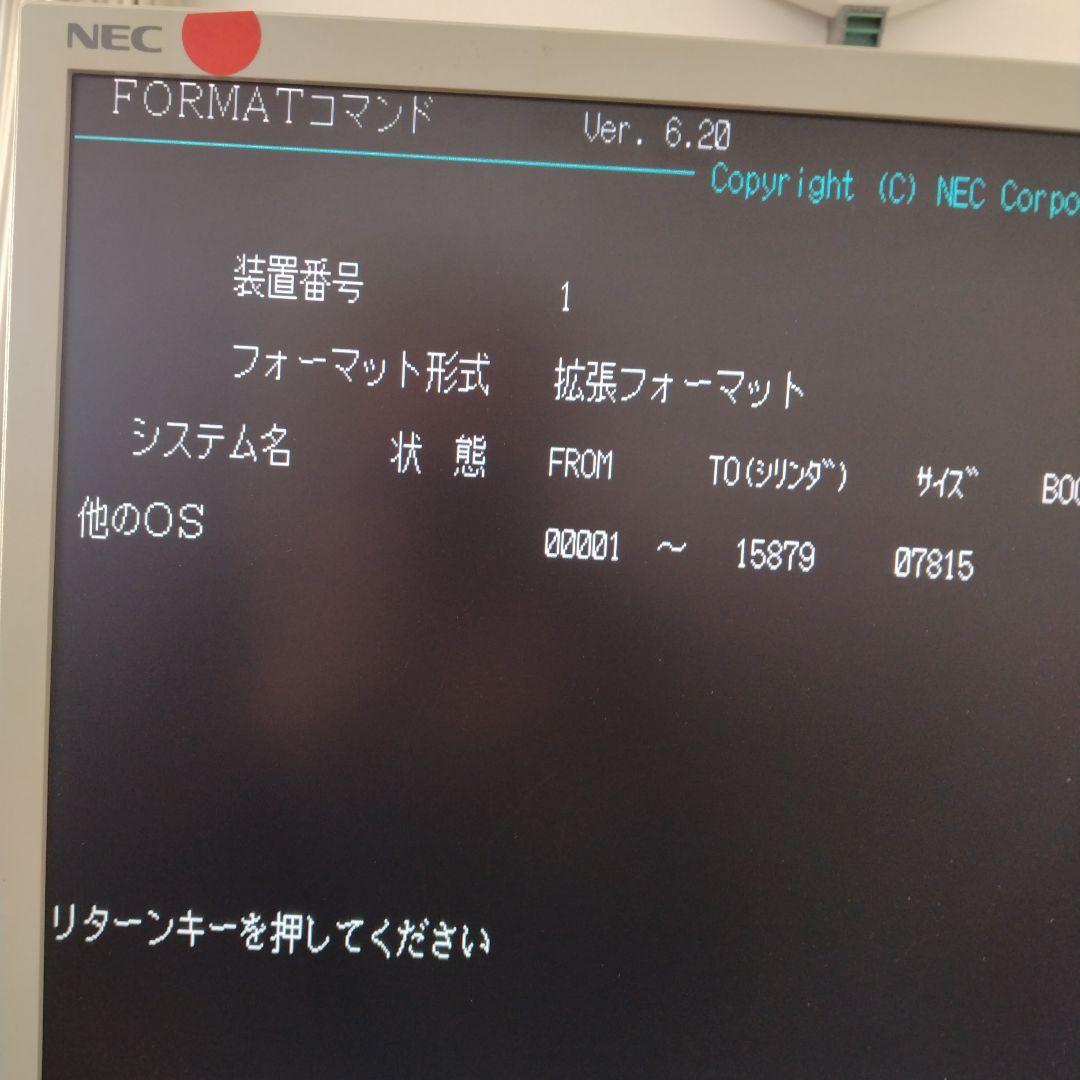 NEC
FORMATコマンド Ver. 6.20
Copyright (C) NEC Corpo
装置番号 1
フォーマット形式 拡張フォーマット
システム名 状 態 FROM TO(シリンダ) サイズ BOO
他のOS 00001 ～ 15879 07815
リターンキーを押してください